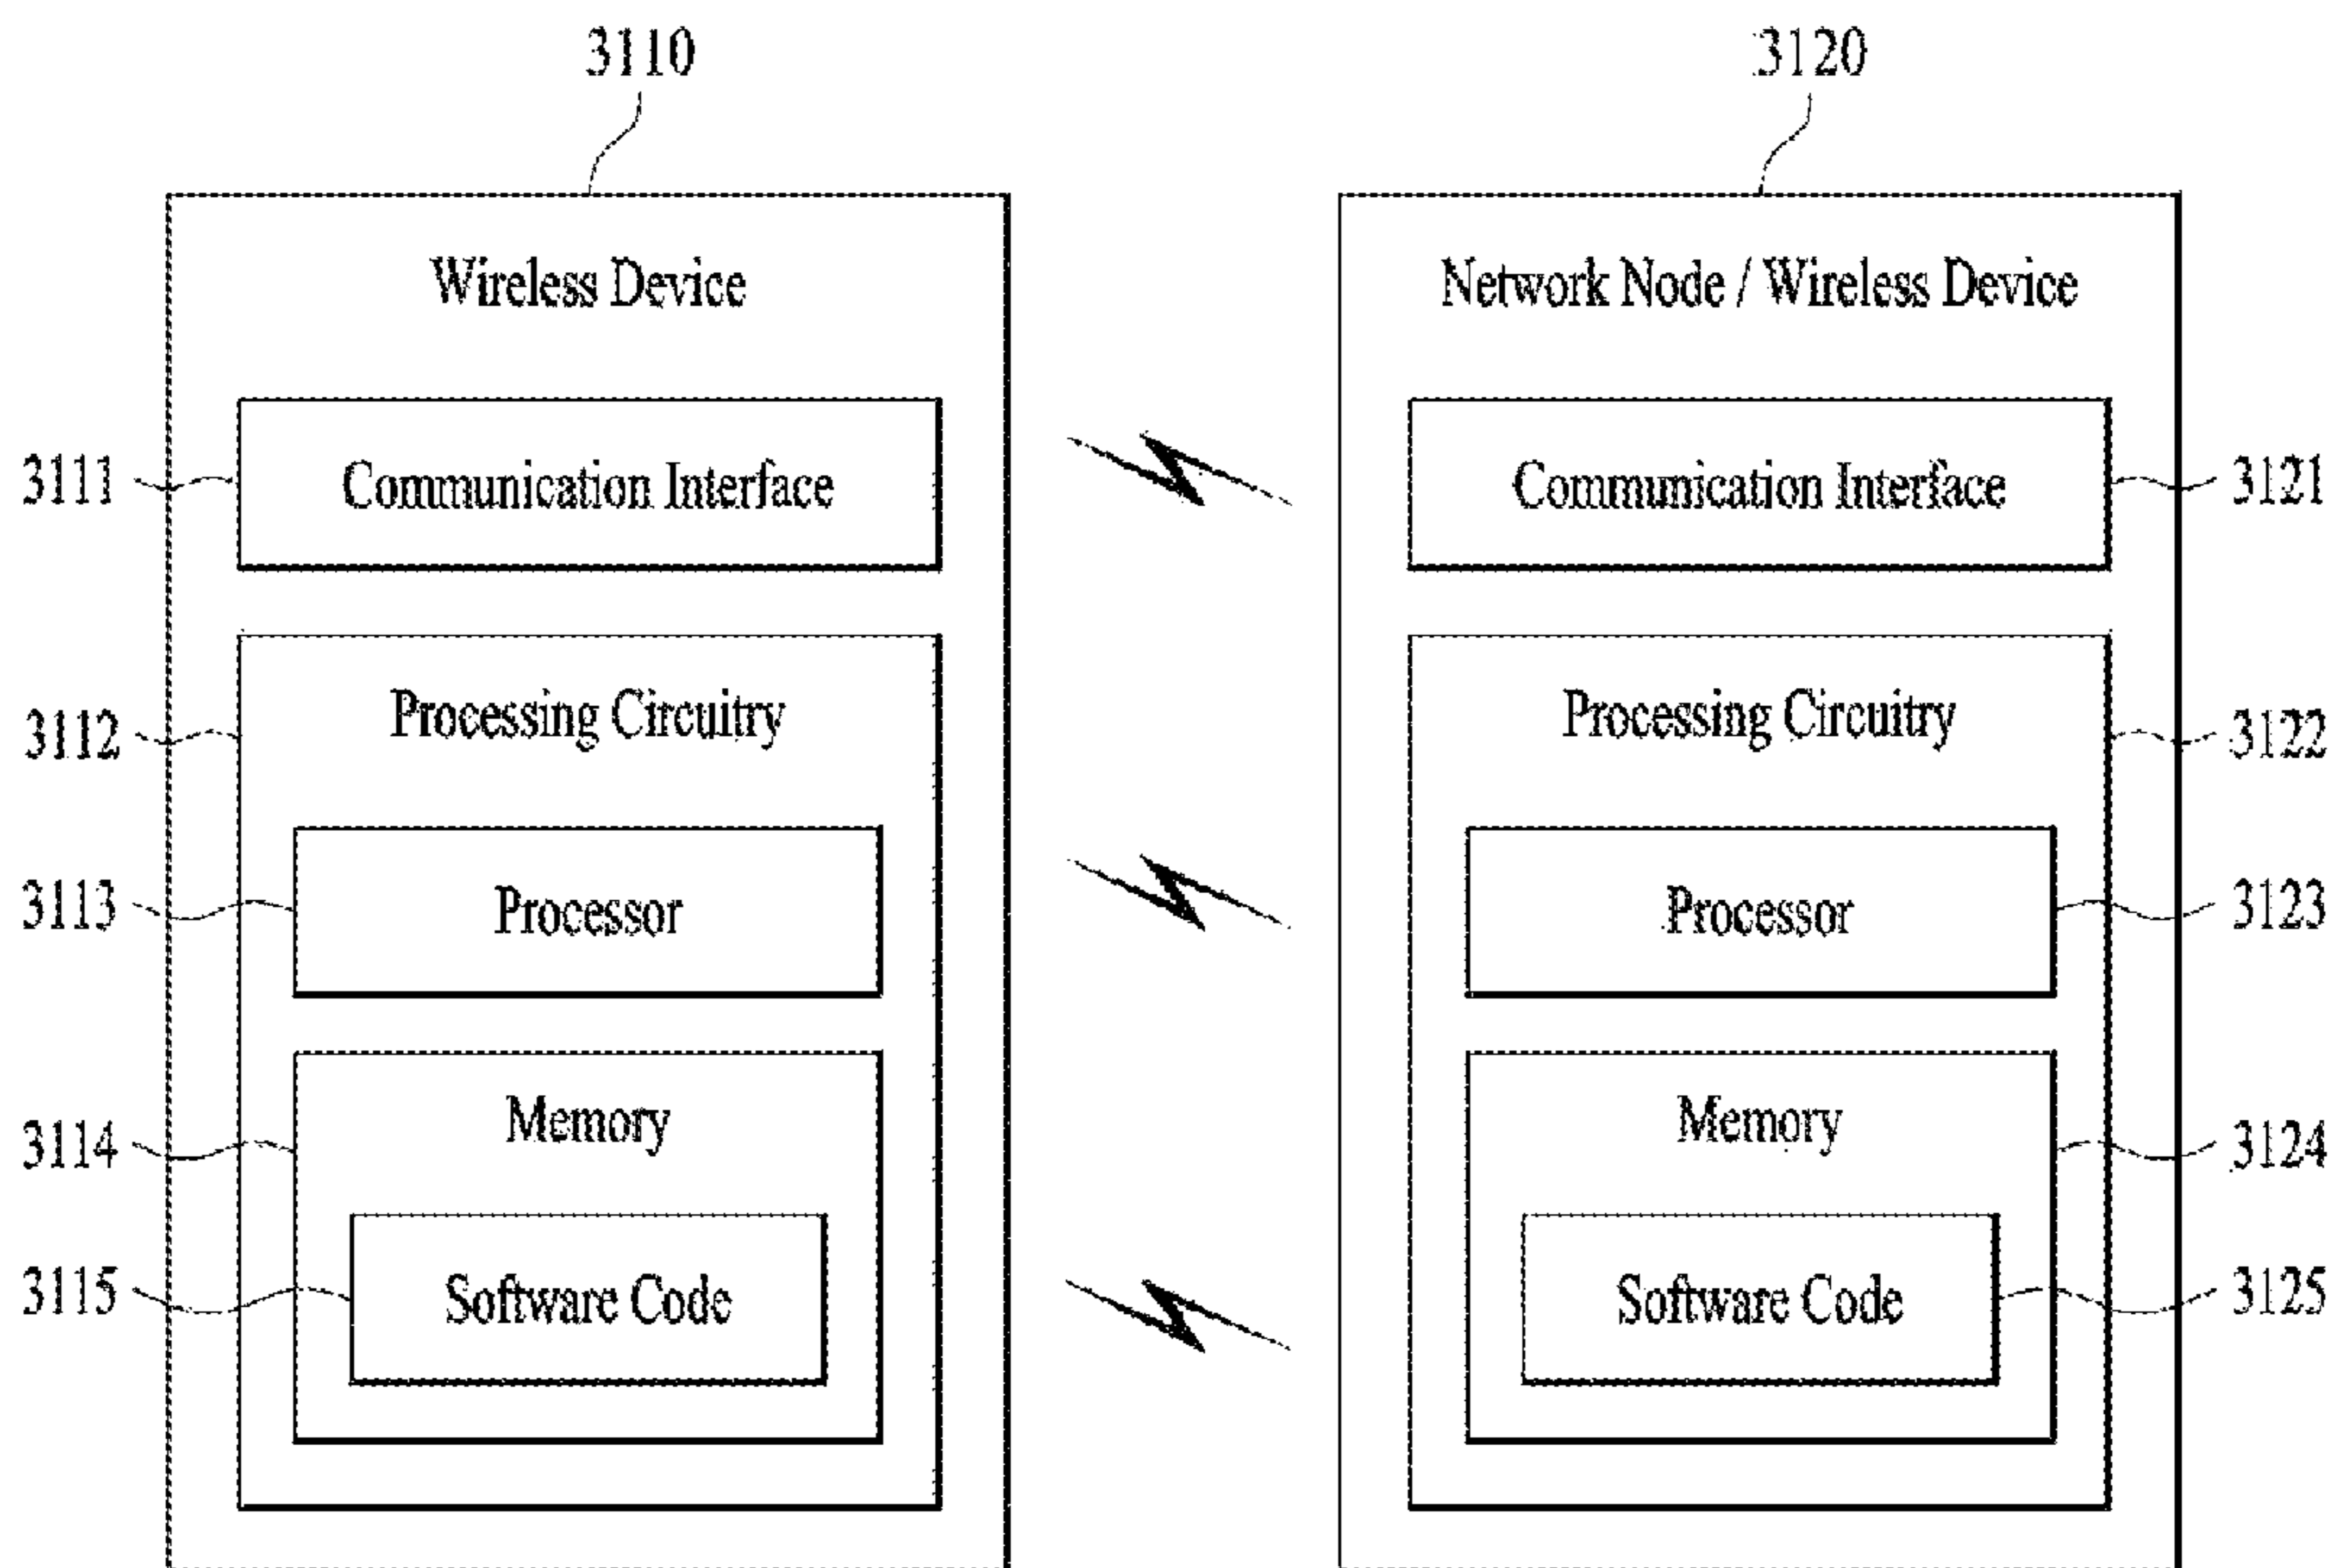 3110
3120
Wireless Device
Network Node / Wireless Device
3111
Communication Interface
Communication Interface
3121
3112
Processing Circuitry
Processing Circuitry
3122
3113
Processor
Processor
3123
3114
Memory
Memory
3124
3115
Software Code
Software Code
3125